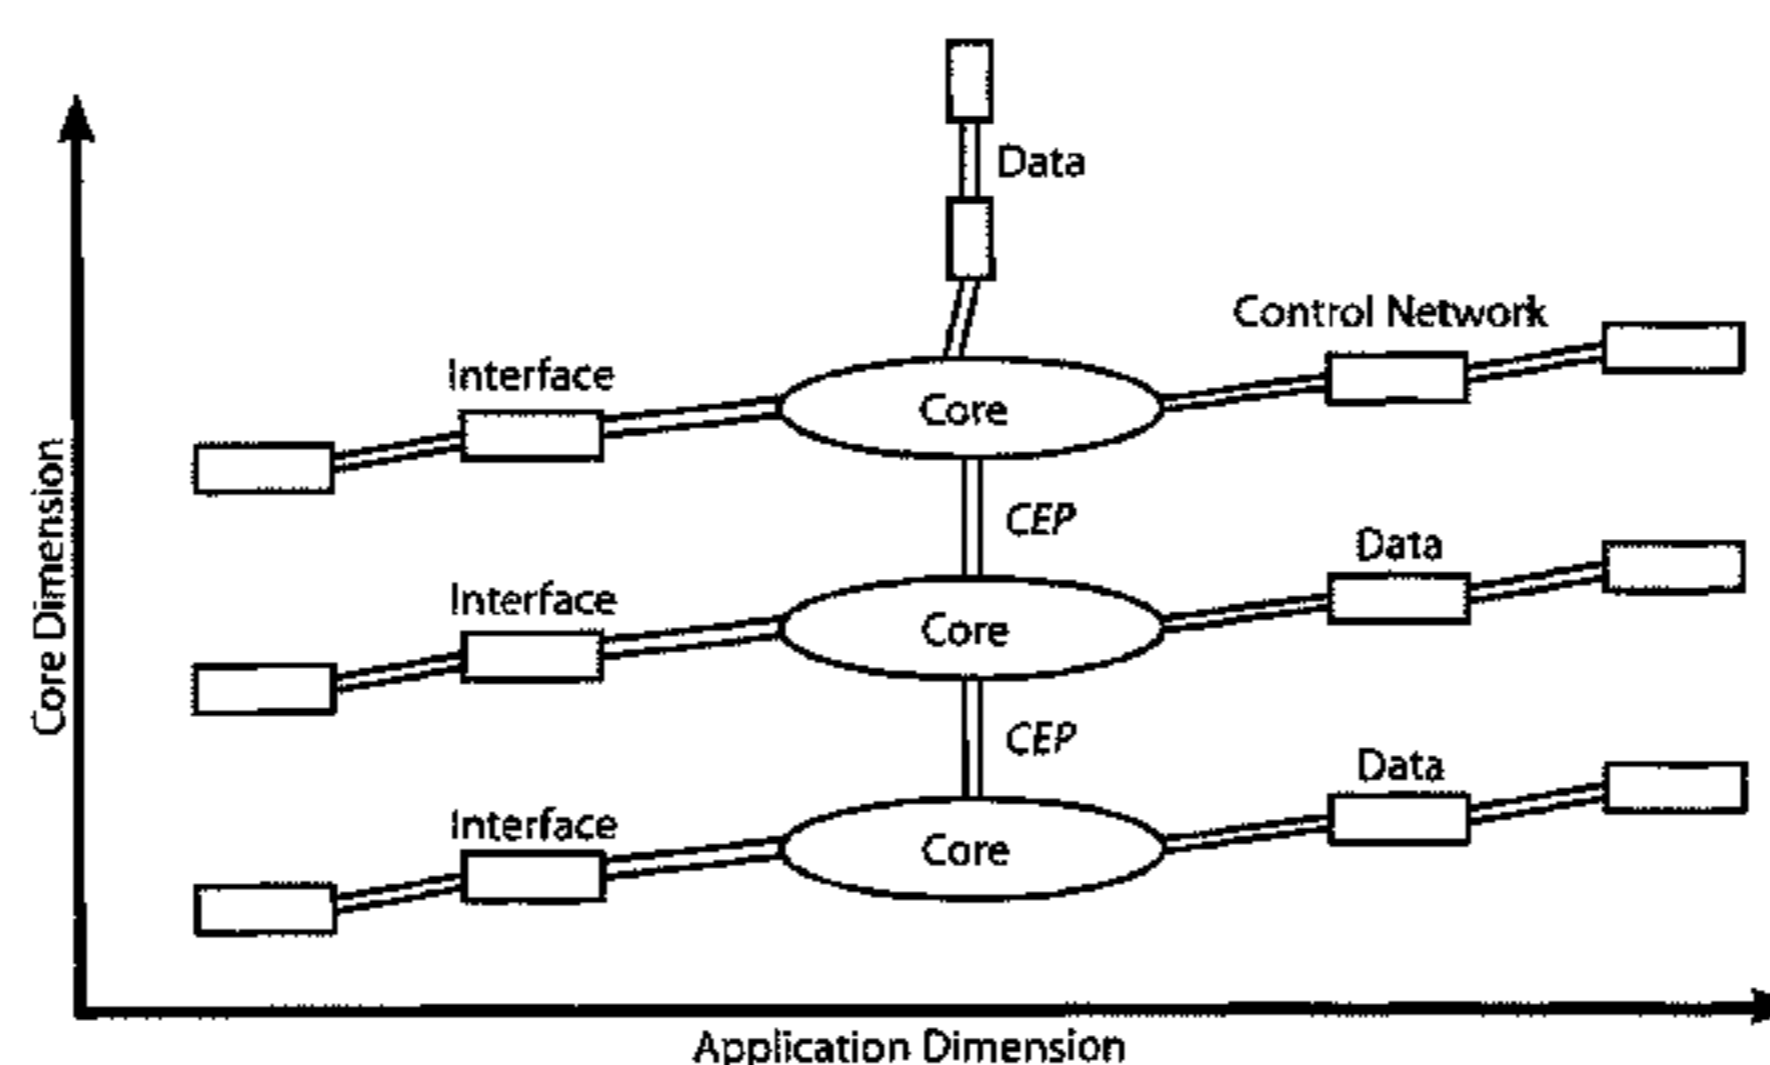 Data
Control Network
Interface
Core
CEP
Data
Interface
Core
CEP
Data
Interface
Core
Core Dimension
Application Dimension